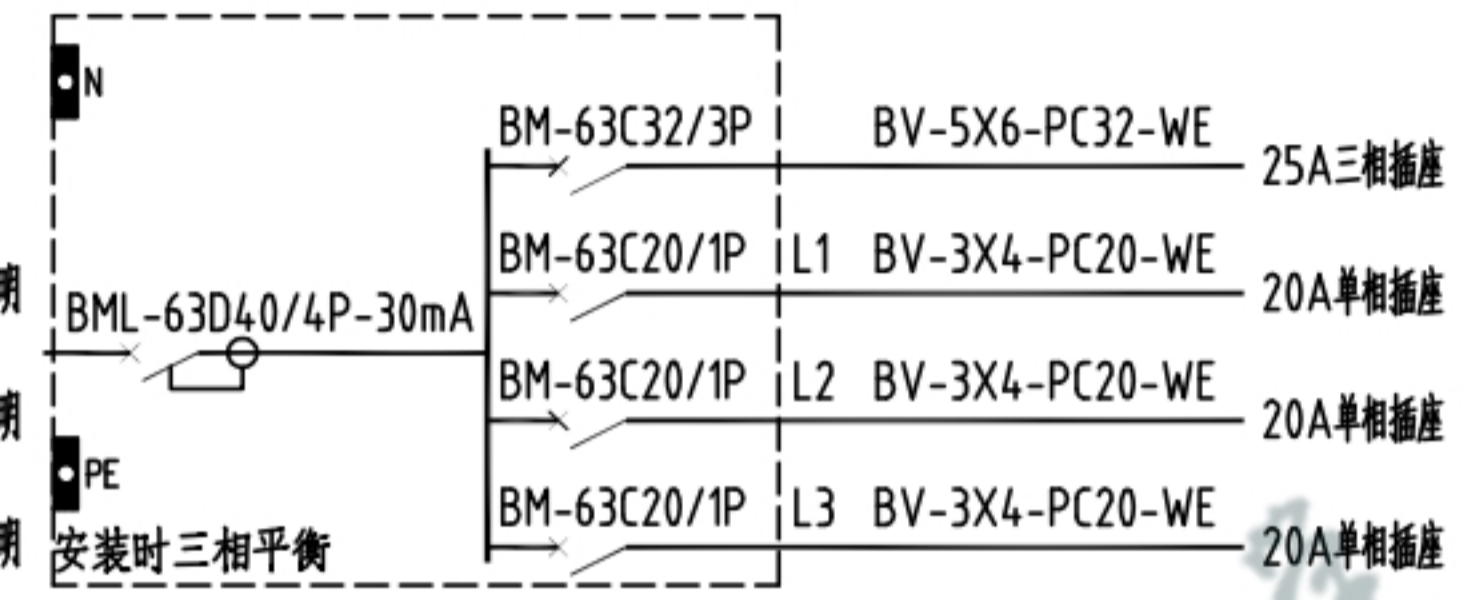 N
BM-63C32/3P
BV-5X6-PC32-WE
25A三相插座
BM-63C20/1P
L1
BV-3X4-PC20-WE
20A单相插座
BML-63D40/4P-30mA
BM-63C20/1P
L2
BV-3X4-PC20-WE
20A单相插座
PE
BM-63C20/1P
L3
BV-3X4-PC20-WE
20A单相插座
安装时三相平衡